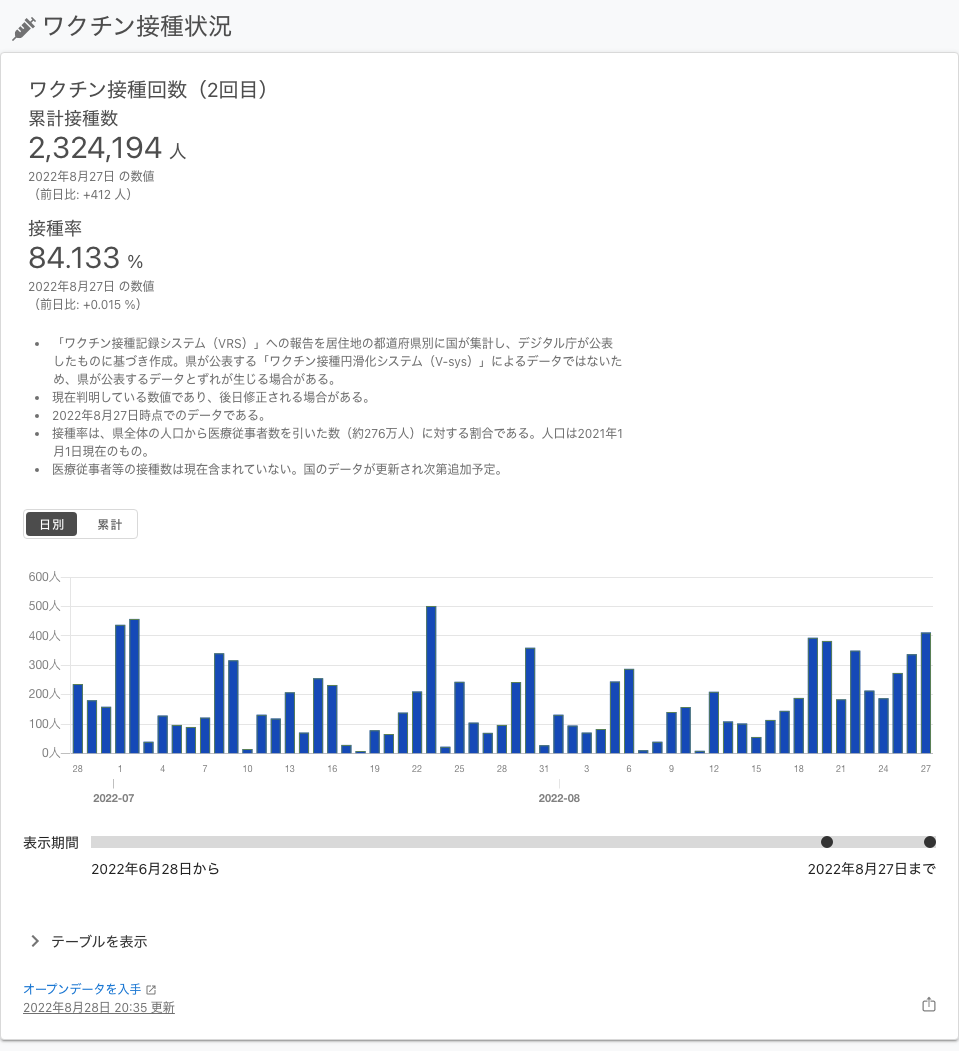 ワクチン接種状況
ワクチン接種回数（2回目）
累計接種数
2,324,194 人
2022年8月27日 の数値
（前日比: +412 人）
接種率
84.133 %
2022年8月27日 の数値
（前日比: +0.015 %）
• 「ワクチン接種記録システム（VRS）」への報告を居住地の都道府県別に国が集計し、デジタル庁が公表
したものに基づき作成。県が公表する「ワクチン接種円滑化システム（V-sys）」によるデータではないた
め、県が公表するデータとずれが生じる場合がある。
• 現在判明している数値であり、後日修正される場合がある。
• 2022年8月27日時点でのデータである。
• 接種率は、県全体の人口から医療従事者数を引いた数（約276万人）に対する割合である。人口は2021年1
月1日現在のもの。
• 医療従事者等の接種数は現在含まれていない。国のデータが更新され次第追加予定。
日別 累計
600人
500人
400人
300人
200人
100人
0人
28 1 4 7 10 13 16 19 22 25 28 31 3 6 9 12 15 18 21 24 27
2022-07 2022-08
表示期間
2022年6月28日から 2022年8月27日まで
テーブルを表示
オープンデータを入手
2022年8月28日 20:35 更新